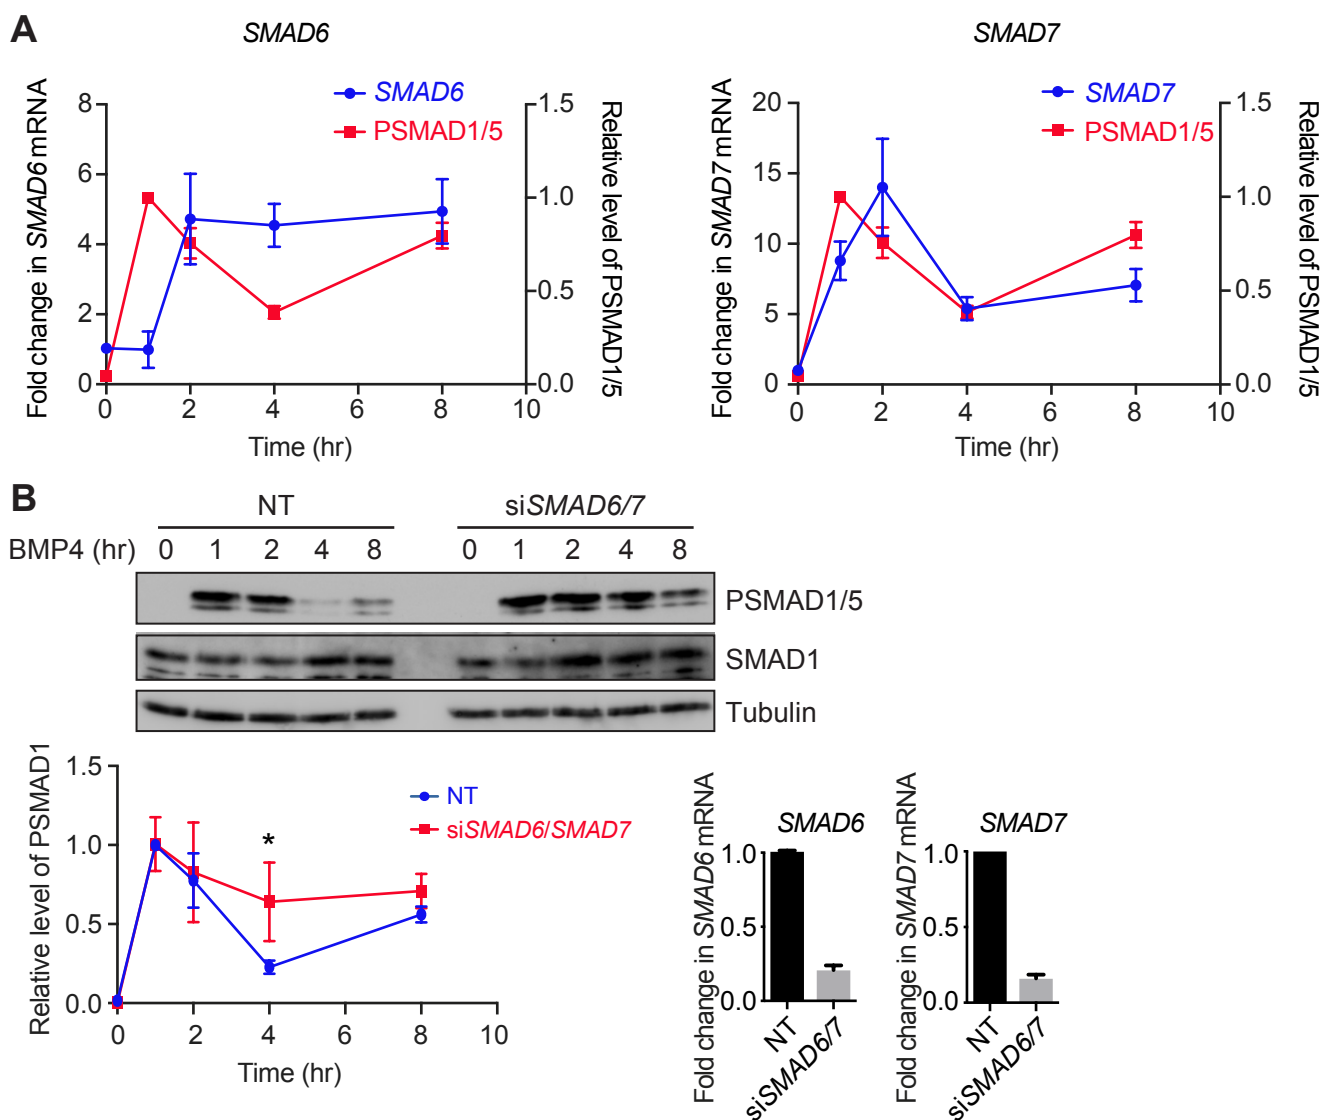 A
SMAD6
SMAD7
Fold change in SMAD6 mRNA
8
6
4
2
0
SMAD6
PSMAD1/5
1.5
1.0
0.5
0.0
Relative level of PSMAD1/5
0 2 4 6 8 10
Time (hr)
Fold change in SMAD7 mRNA
20
15
10
5
0
SMAD7
PSMAD1/5
1.5
1.0
0.5
0.0
Relative level of PSMAD1/5
0 2 4 6 8 10
Time (hr)
B
NT siSMAD6/7
BMP4 (hr) 0 1 2 4 8 0 1 2 4 8
PSMAD1/5
SMAD1
Tubulin
Relative level of PSMAD1
1.5
1.0
0.5
0.0
NT
siSMAD6/SMAD7
*
0 2 4 6 8 10
Time (hr)
Fold change in SMAD6 mRNA
SMAD6
1.0
0.5
0.0
NT
siSMAD6/7
Fold change in SMAD7 mRNA
SMAD7
1.0
0.5
0.0
NT
siSMAD6/7